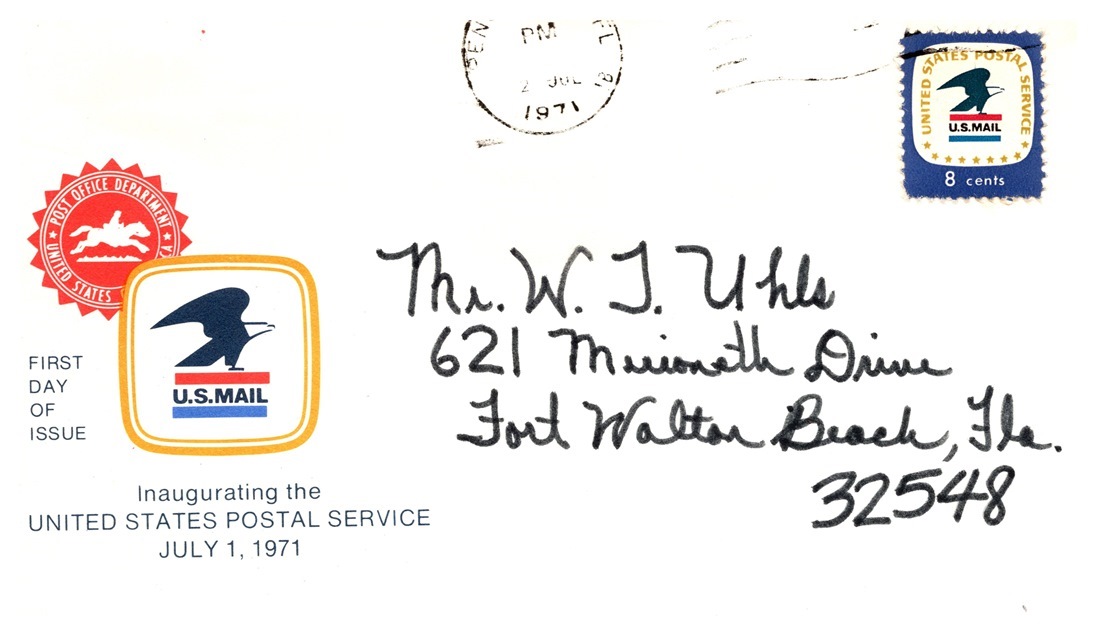 PM
2 JUL
1971
UNITED STATES POSTAL SERVICE
U.S. MAIL
8 cents
POST OFFICE DEPARTMENT
UNITED STATES
U.S. MAIL
FIRST
DAY
OF
ISSUE
Inaugurating the
UNITED STATES POSTAL SERVICE
JULY 1, 1971
Mr. W. J. Uhls
621 Merioneth Drive
Fort Walton Beach, Fla.
32548